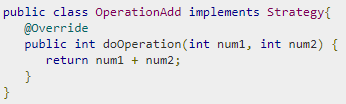 public class OperationAdd implements Strategy{
   @Override
   public int doOperation(int num1, int num2) {
      return num1 + num2;
   }
}